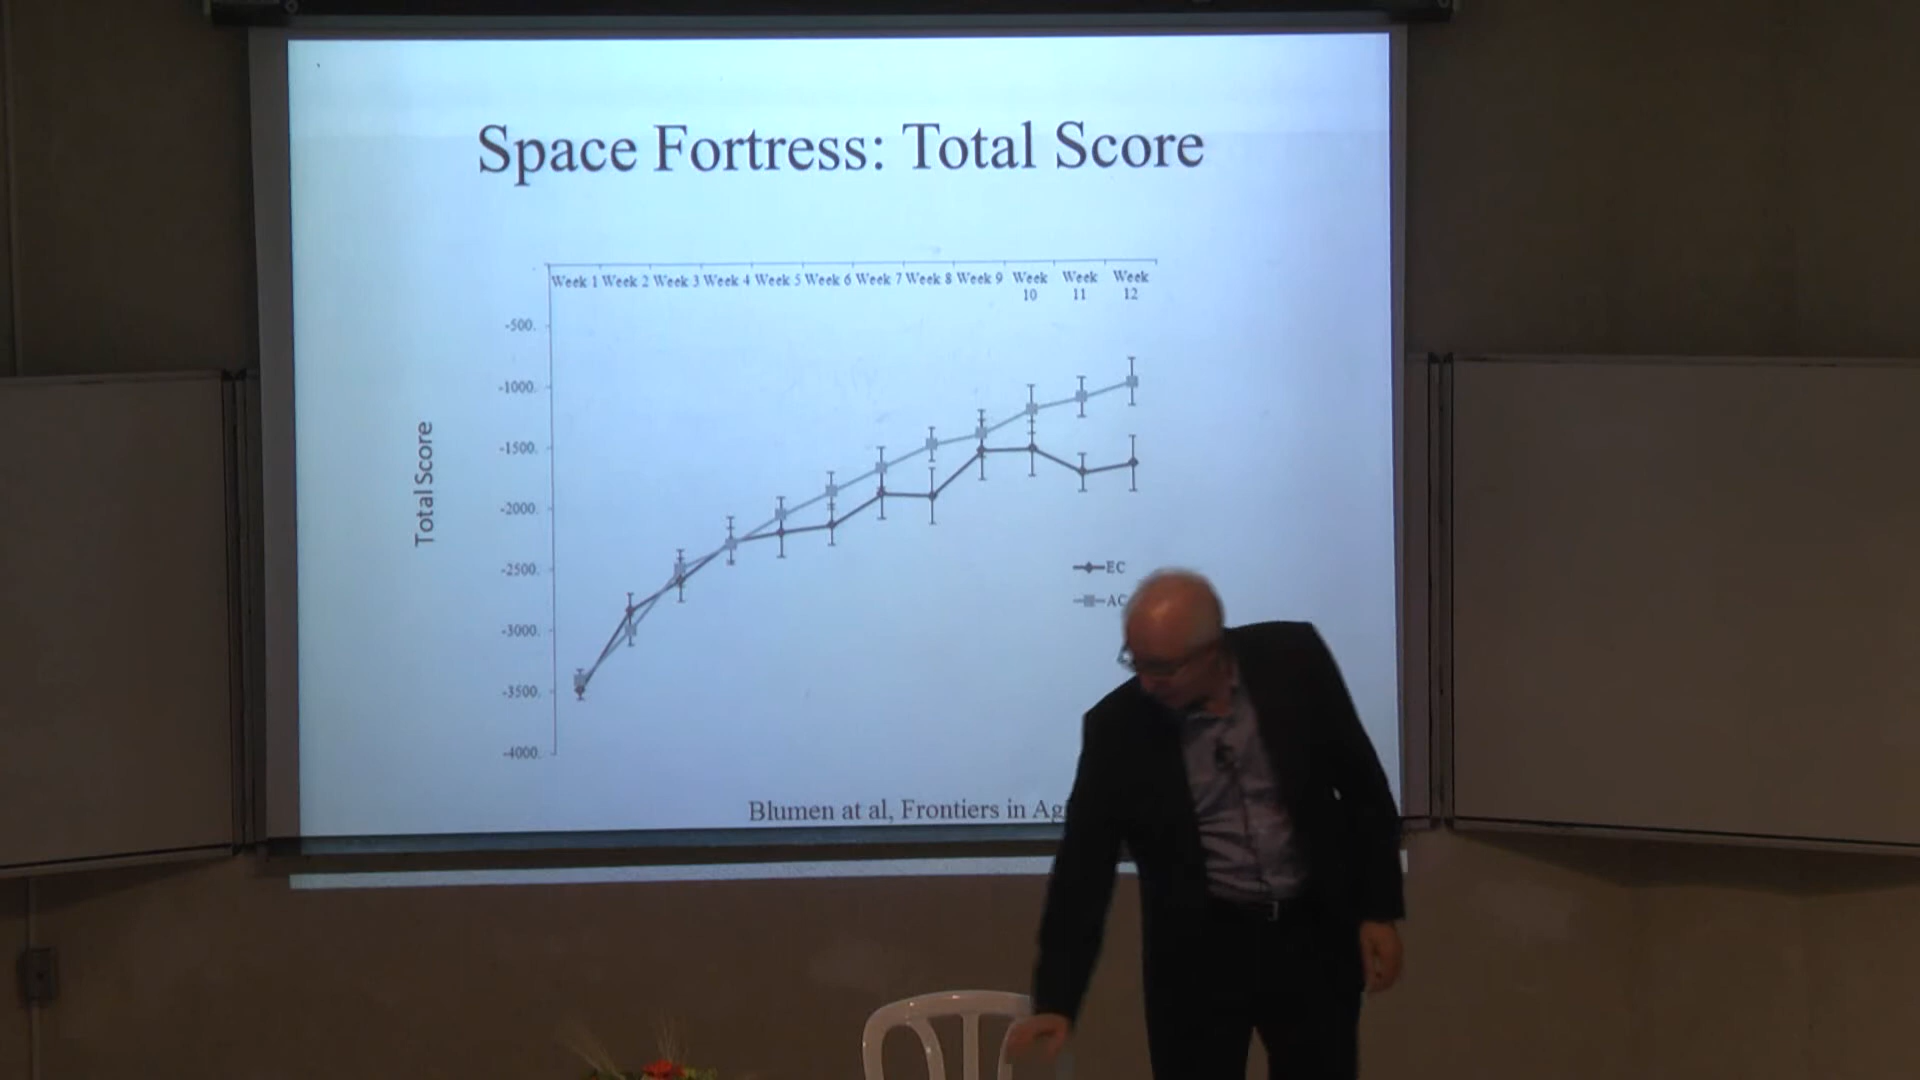 Space Fortress: Total Score
Week 1 Week 2 Week 3 Week 4 Week 5 Week 6 Week 7 Week 8 Week 9 Week 10 Week 11 Week 12
-500.
-1000.
-1500.
-2000.
-2500.
-3000.
-3500.
-4000.
Total Score
EC
AC
Blumen at al, Frontiers in